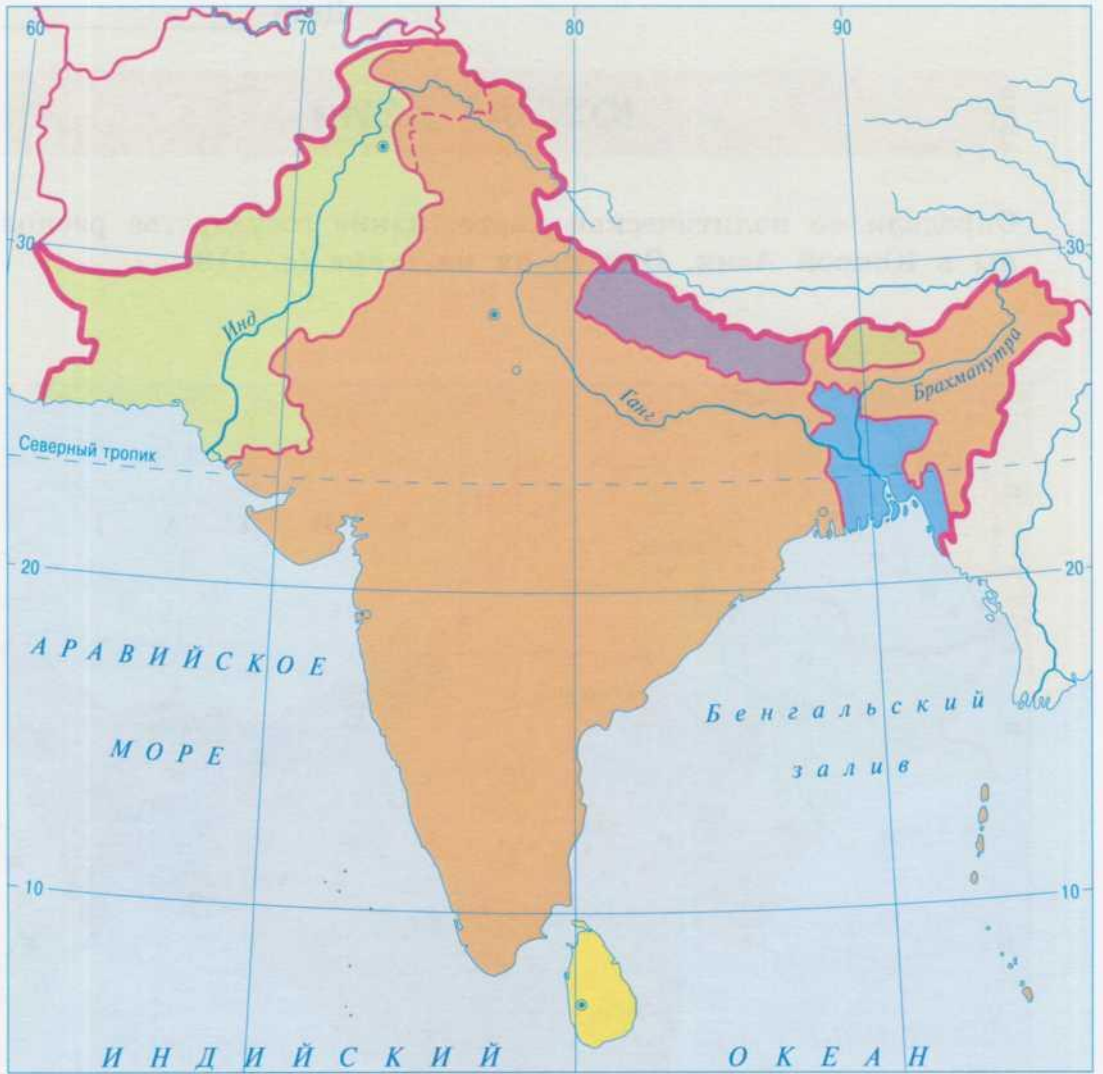 60 70 80 90
30 30
Инд
Ганг
Брахмапутра
Северный тропик
20 20
АРАВИЙСКОЕ
МОРЕ
Бенгальский
залив
10 10
ИНДИЙСКИЙ ОКЕАН